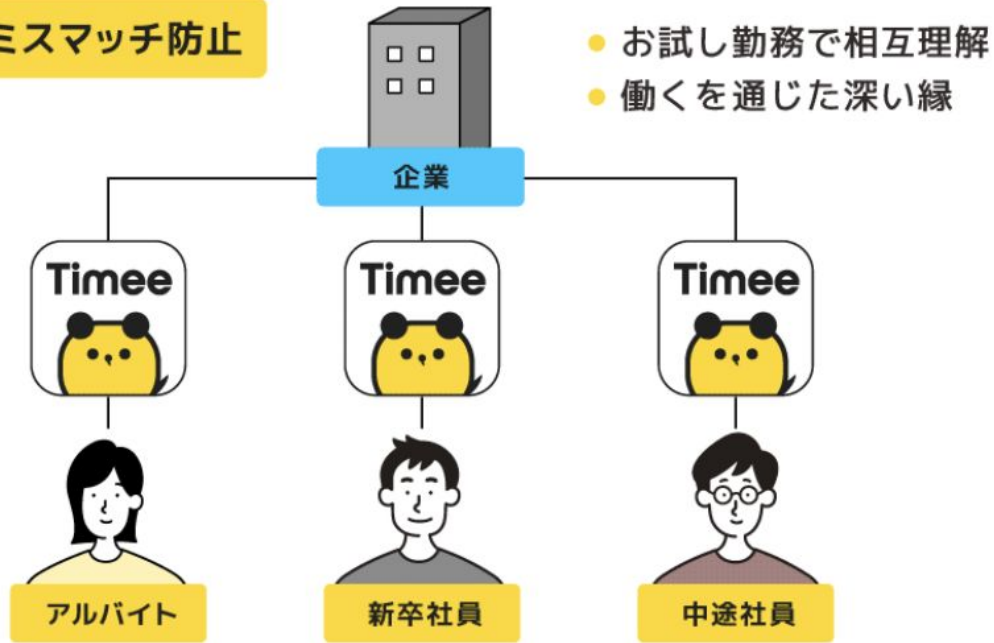 ミスマッチ防止
お試し勤務で相互理解
働くを通じた深い縁
企業
Timee
Timee
Timee
アルバイト
新卒社員
中途社員